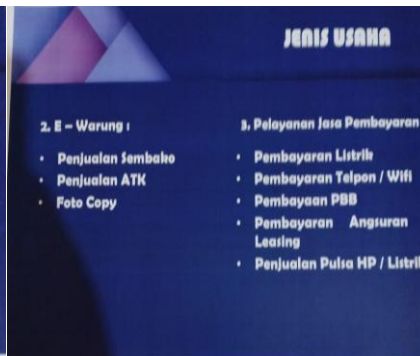 JENIS USAHA
2. E – Warung :
• Penjualan Sembako
• Penjualan ATK
• Foto Copy
3. Pelayanan Jasa Pembayaran
• Pembayaran Listrik
• Pembayaran Telpon / Wifi
• Pembayaan PBB
• Pembayaran Angsuran
Leasing
• Penjualan Pulsa HP / Listrik